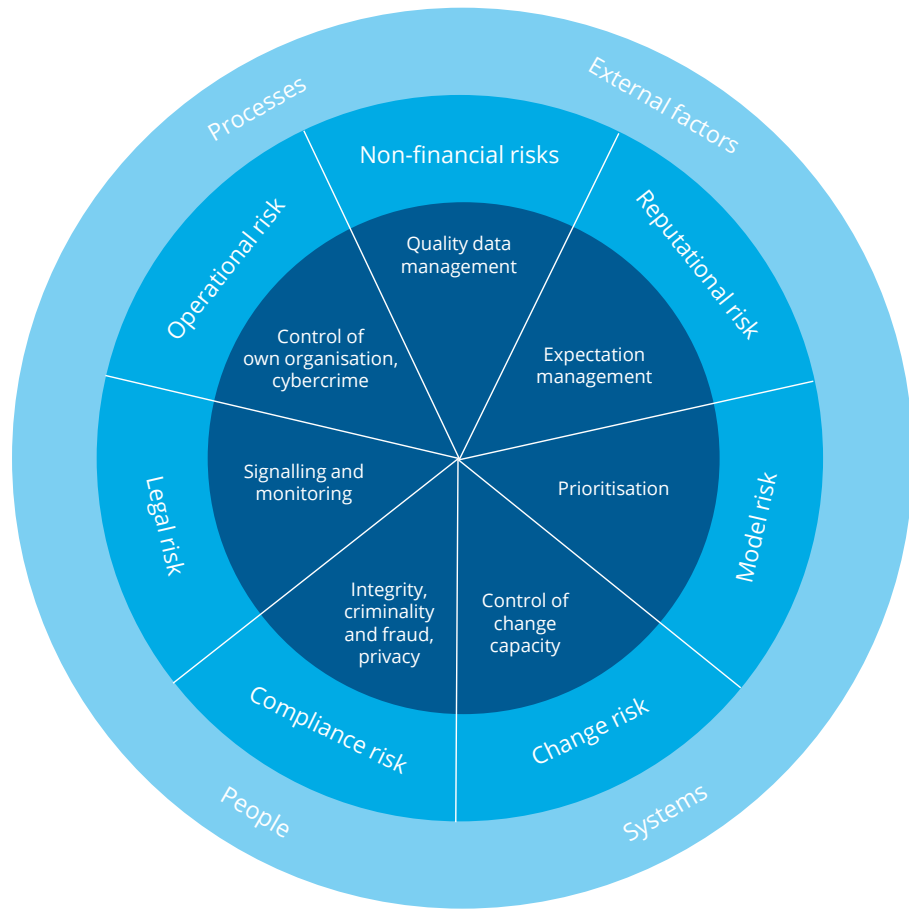 Processes
External factors
Non-financial risks
Operational risk
Reputational risk
Quality data
management
Control of
own organisation,
cybercrime
Expectation
management
Signalling and
monitoring
Prioritisation
Legal risk
Model risk
Integrity,
criminality
and fraud,
privacy
Control of
change
capacity
Compliance risk
Change risk
People
Systems